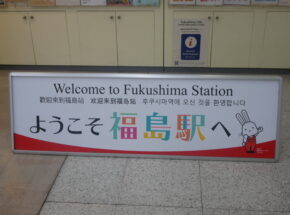 Welcome to Fukushima Station
歡迎來到福島站 欢迎来到福岛站 후쿠시마역에 오신 것을 환영합니다
ようこそ福島駅へ